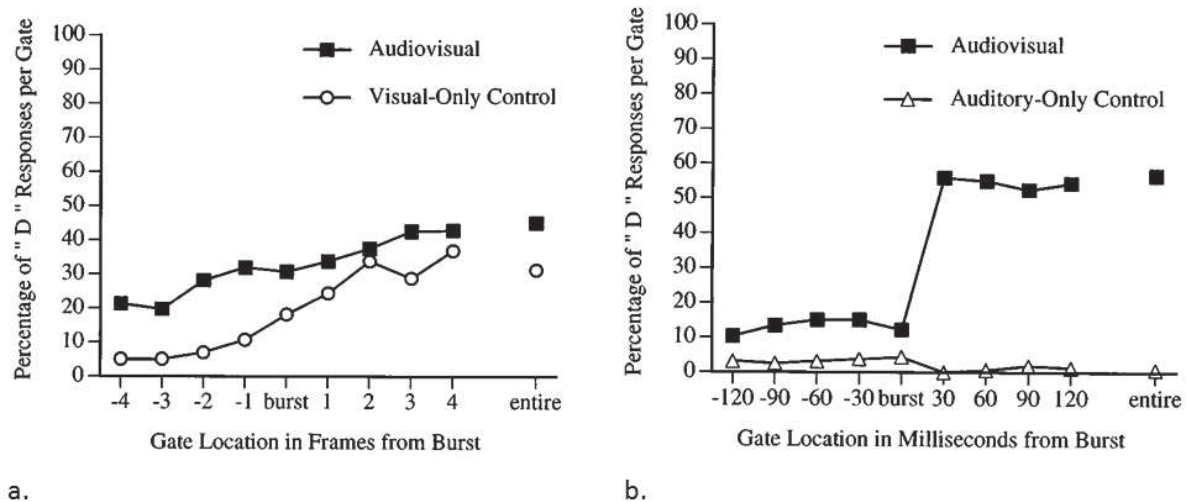 Percentage of " D " Responses per Gate
100
90
80
70
60
50
40
30
20
10
0
Audiovisual
Visual-Only Control
-4 -3 -2 -1 burst 1 2 3 4 entire
Gate Location in Frames from Burst
a.
Percentage of " D " Responses per Gate
100
90
80
70
60
50
40
30
20
10
0
Audiovisual
Auditory-Only Control
-120 -90 -60 -30 burst 30 60 90 120 entire
Gate Location in Milliseconds from Burst
b.